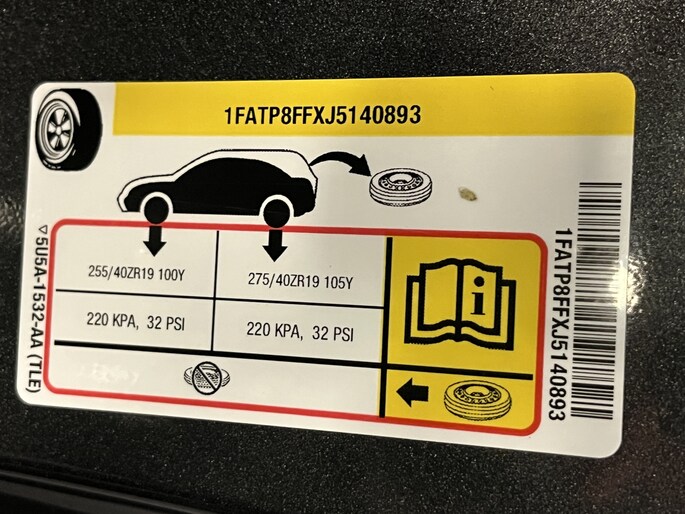 1FATP8FFXJ5140893
255/40ZR19 100Y
275/40ZR19 105Y
220 KPA, 32 PSI
220 KPA, 32 PSI
i
▽5U5A-1532-AA (TLE)
1FATP8FFXJ5140893